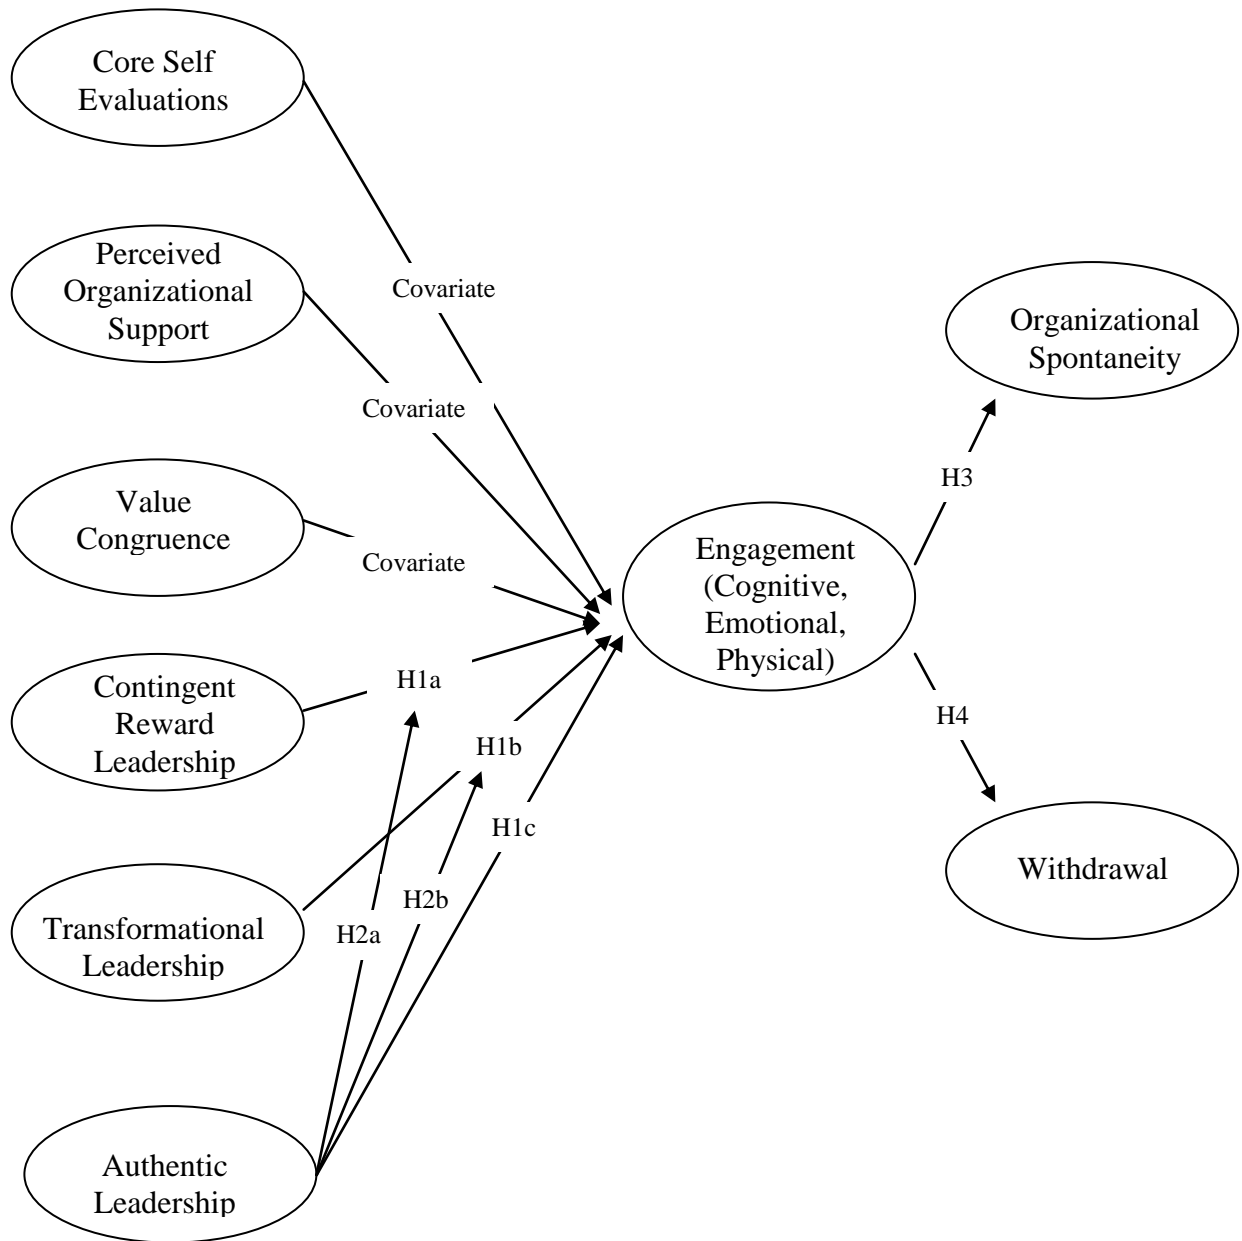 Core Self
Evaluations
Perceived
Organizational
Support
Covariate
Covariate
Organizational
Spontaneity
Value
Congruence
Covariate
H3
Engagement
(Cognitive,
Emotional,
Physical)
Contingent
Reward
Leadership
H1a
H1b
H4
H1c
Withdrawal
H2b
H2a
Transformational
Leadership
Authentic
Leadership